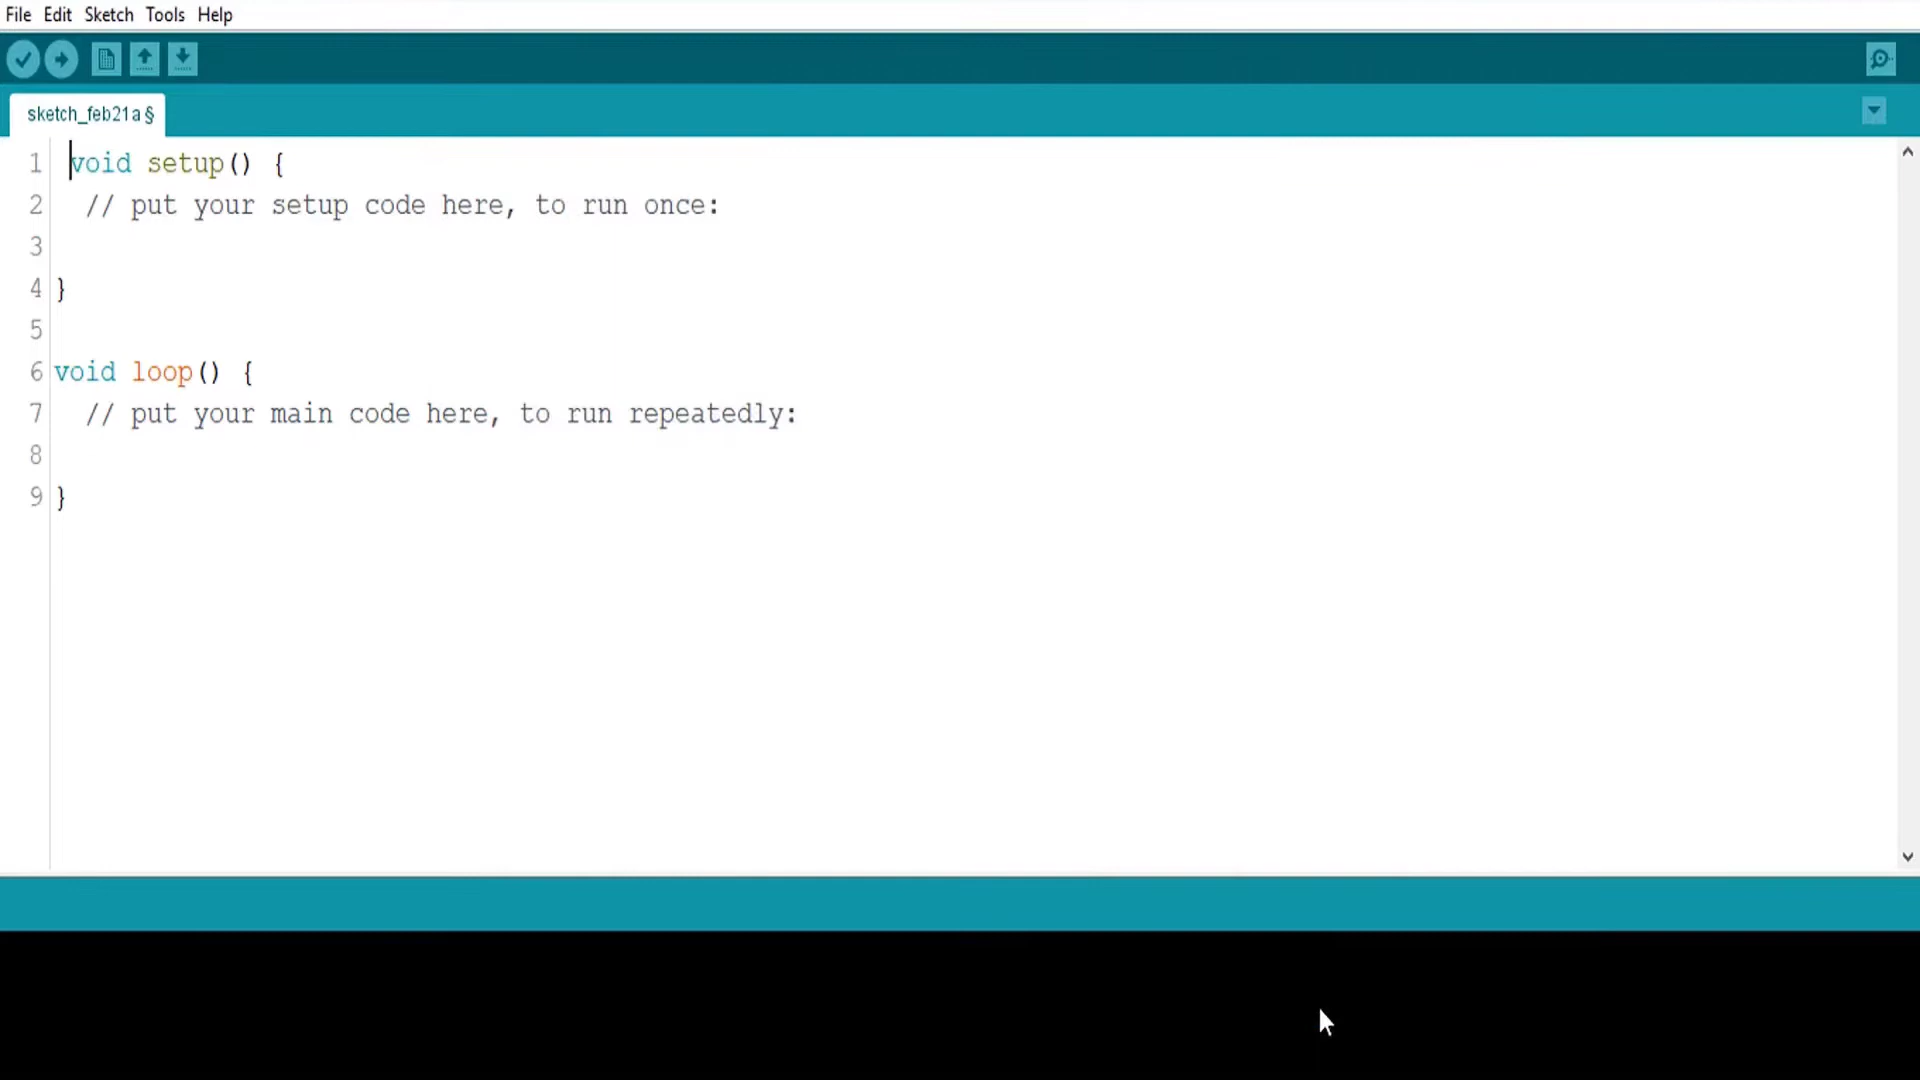 File Edit Sketch Tools Help
sketch_feb21a §
1 void setup() {
2 // put your setup code here, to run once:
3
4 }
5
6 void loop() {
7 // put your main code here, to run repeatedly:
8
9 }